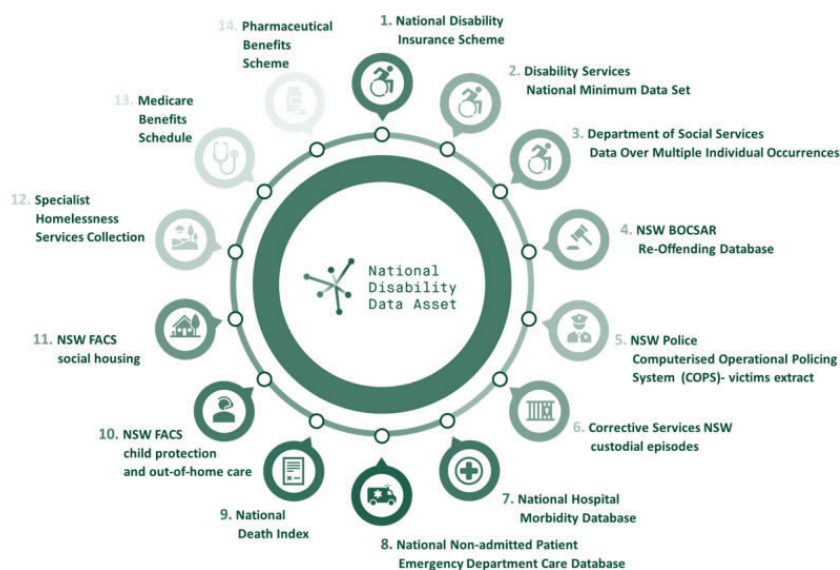 1. National Disability
Insurance Scheme
2. Disability Services
National Minimum Data Set
3. Department of Social Services
Data Over Multiple Individual Occurrences
4. NSW BOCSAR
Re-Offending Database
5. NSW Police
Computerised Operational Policing
System (COPS)- victims extract
6. Corrective Services NSW
custodial episodes
7. National Hospital
Morbidity Database
8. National Non-admitted Patient
Emergency Department Care Database
9. National
Death Index
10. NSW FACS
child protection
and out-of-home care
11. NSW FACS
social housing
12. Specialist
Homelessness
Services Collection
13. Medicare
Benefits
Schedule
14. Pharmaceutical
Benefits
Scheme
National
Disability
Data Asset